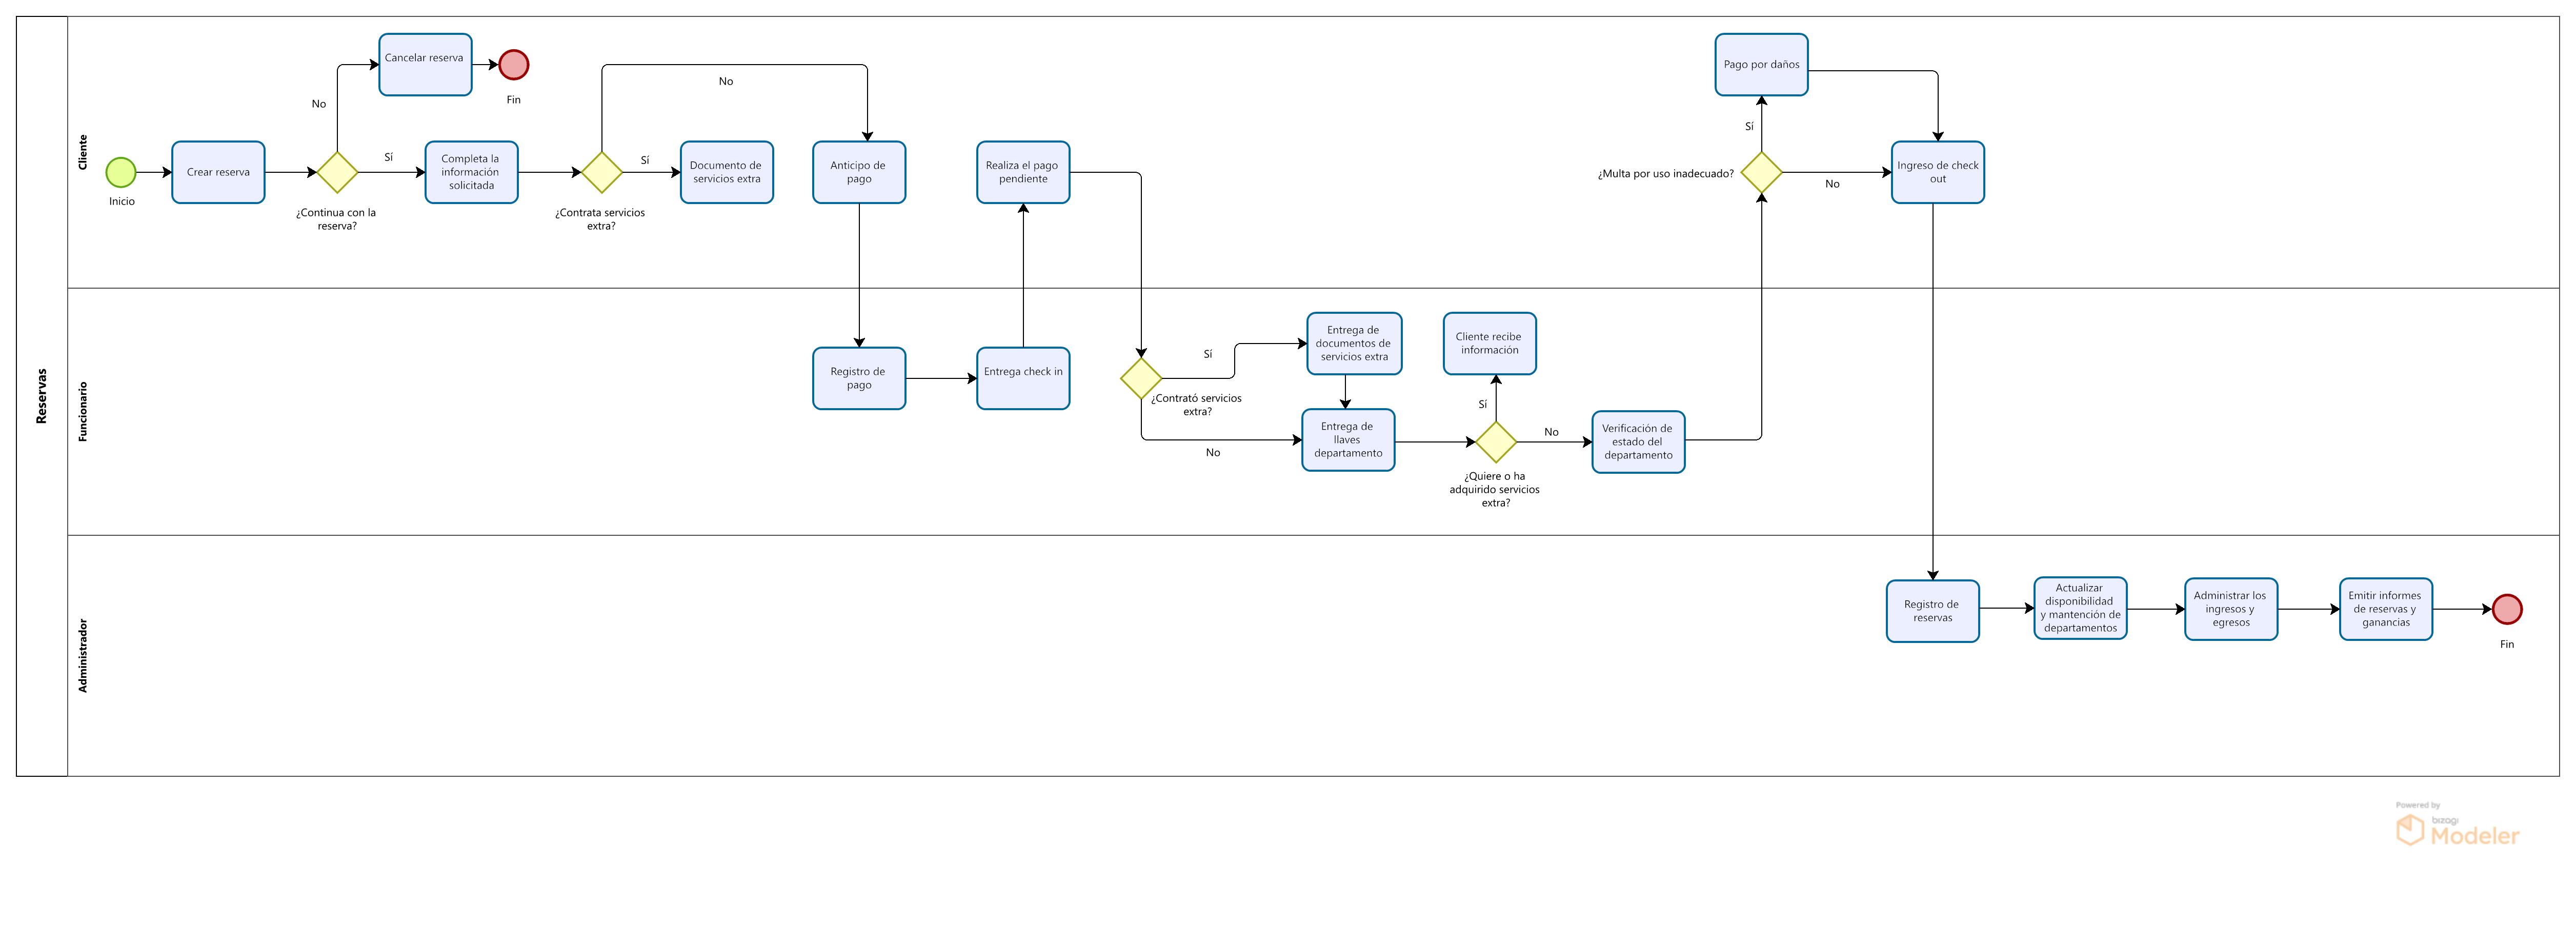 Reservas
Cliente
Inicio
Crear reserva
¿Continua con la
reserva?
No
Cancelar reserva
Fin
Sí
Completa la
información
solicitada
¿Contrata servicios
extra?
No
Sí
Documento de
servicios extra
Anticipo de
pago
Realiza el pago
pendiente
Pago por daños
Sí
¿Multa por uso inadecuado?
No
Ingreso de check
out
Funcionario
Registro de
pago
Entrega check in
¿Contrató servicios
extra?
Sí
No
Entrega de
documentos de
servicios extra
Entrega de
llaves
departamento
Cliente recibe
información
Sí
¿Quiere o ha
adquirido servicios
extra?
No
Verificación de
estado del
departamento
Administrador
Registro de
reservas
Actualizar
disponibilidad
y mantención de
departamentos
Administrar los
ingresos y
egresos
Emitir informes
de reservas y
ganancias
Fin
Powered by
bizagi
Modeler